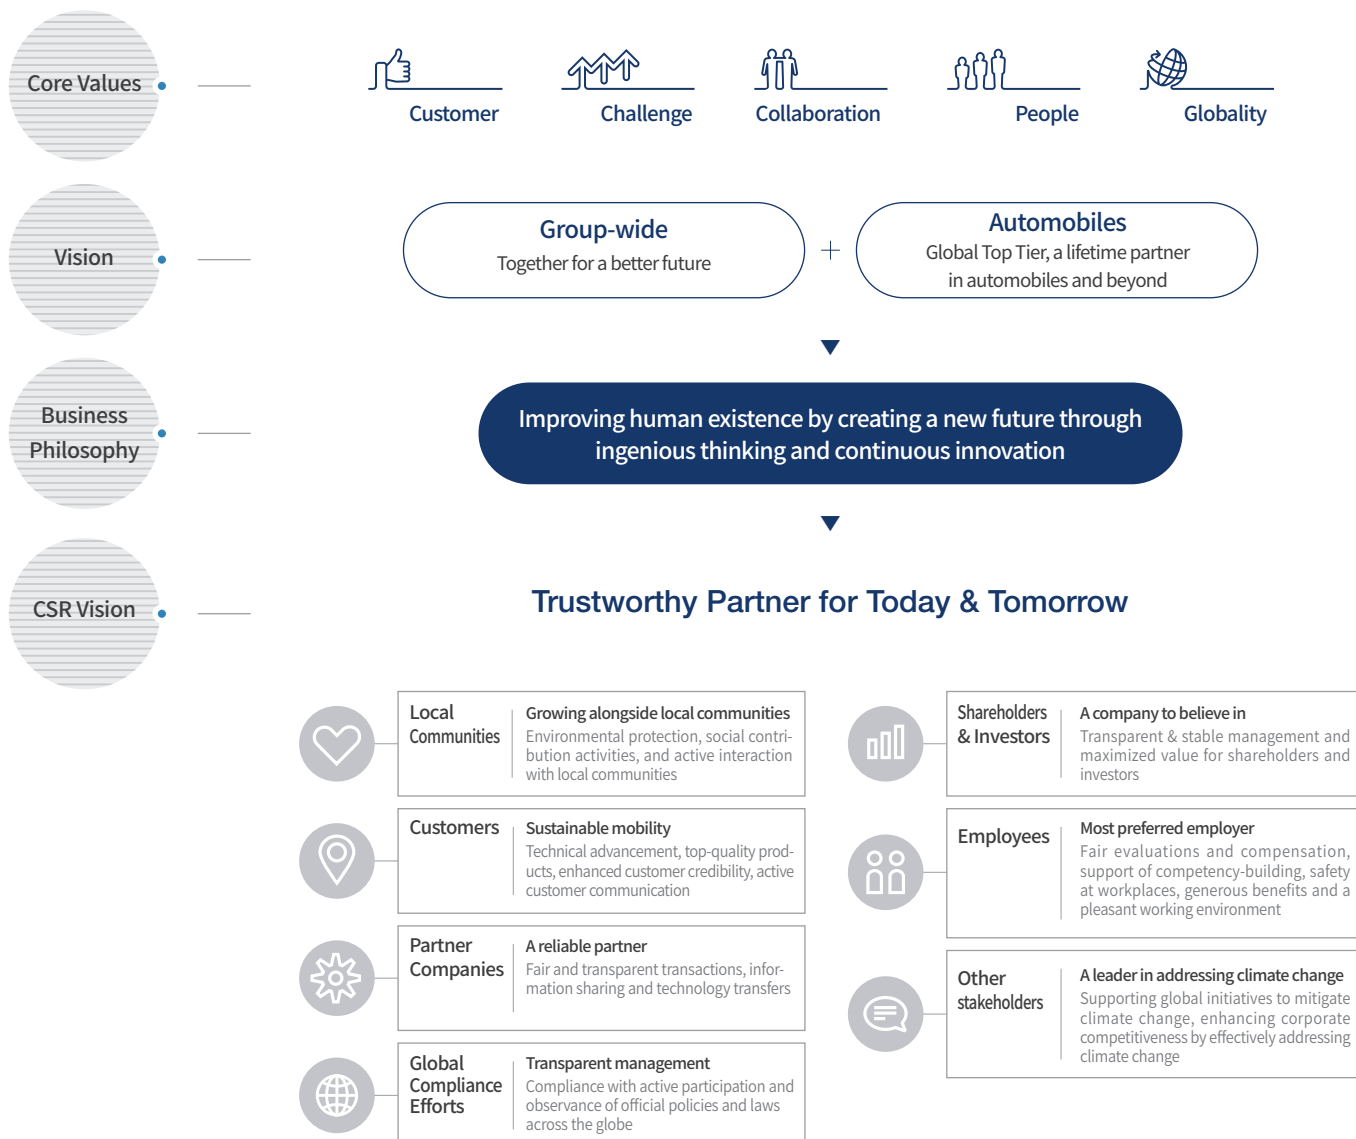 Core Values
Customer
Challenge
Collaboration
People
Globality
Vision
Group-wide
Together for a better future
+
Automobiles
Global Top Tier, a lifetime partner
in automobiles and beyond
Business
Philosophy
Improving human existence by creating a new future through
ingenious thinking and continuous innovation
CSR Vision
Trustworthy Partner for Today & Tomorrow
Local
Communities
Growing alongside local communities
Environmental protection, social contri-
bution activities, and active interaction
with local communities
Customers
Sustainable mobility
Technical advancement, top-quality prod-
ucts, enhanced customer credibility, active
customer communication
Partner
Companies
A reliable partner
Fair and transparent transactions, infor-
mation sharing and technology transfers
Global
Compliance
Efforts
Transparent management
Compliance with active participation and
observance of official policies and laws
across the globe
Shareholders
& Investors
A company to believe in
Transparent & stable management and
maximized value for shareholders and
investors
Employees
Most preferred employer
Fair evaluations and compensation,
support of competency-building, safety
at workplaces, generous benefits and a
pleasant working environment
Other
stakeholders
A leader in addressing climate change
Supporting global initiatives to mitigate
climate change, enhancing corporate
competitiveness by effectively addressing
climate change